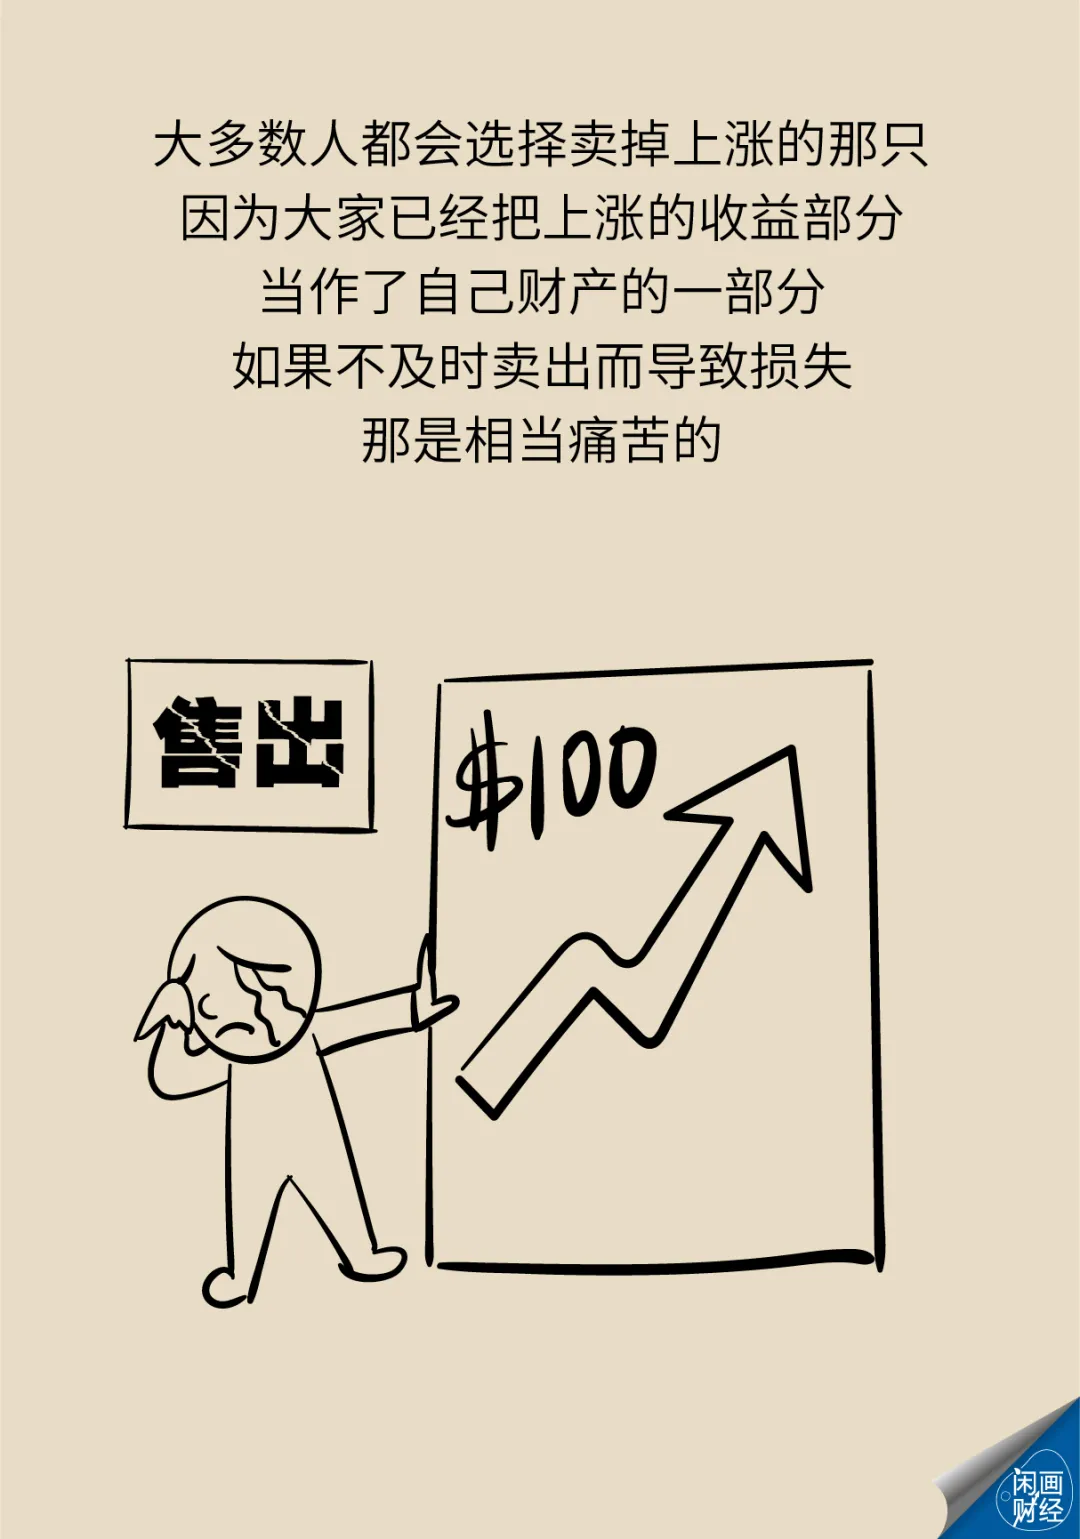 大多数人都会选择卖掉上涨的那只
因为大家已经把上涨的收益部分
当作了自己财产的一部分
如果不及时卖出而导致损失
那是相当痛苦的
售出
$100
闲画
财经